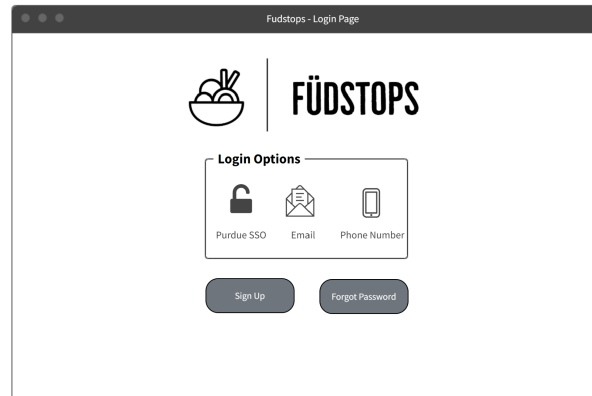 Fudstops - Login Page
FÜDSTOPS
Login Options
Purdue SSO Email Phone Number
Sign Up Forgot Password